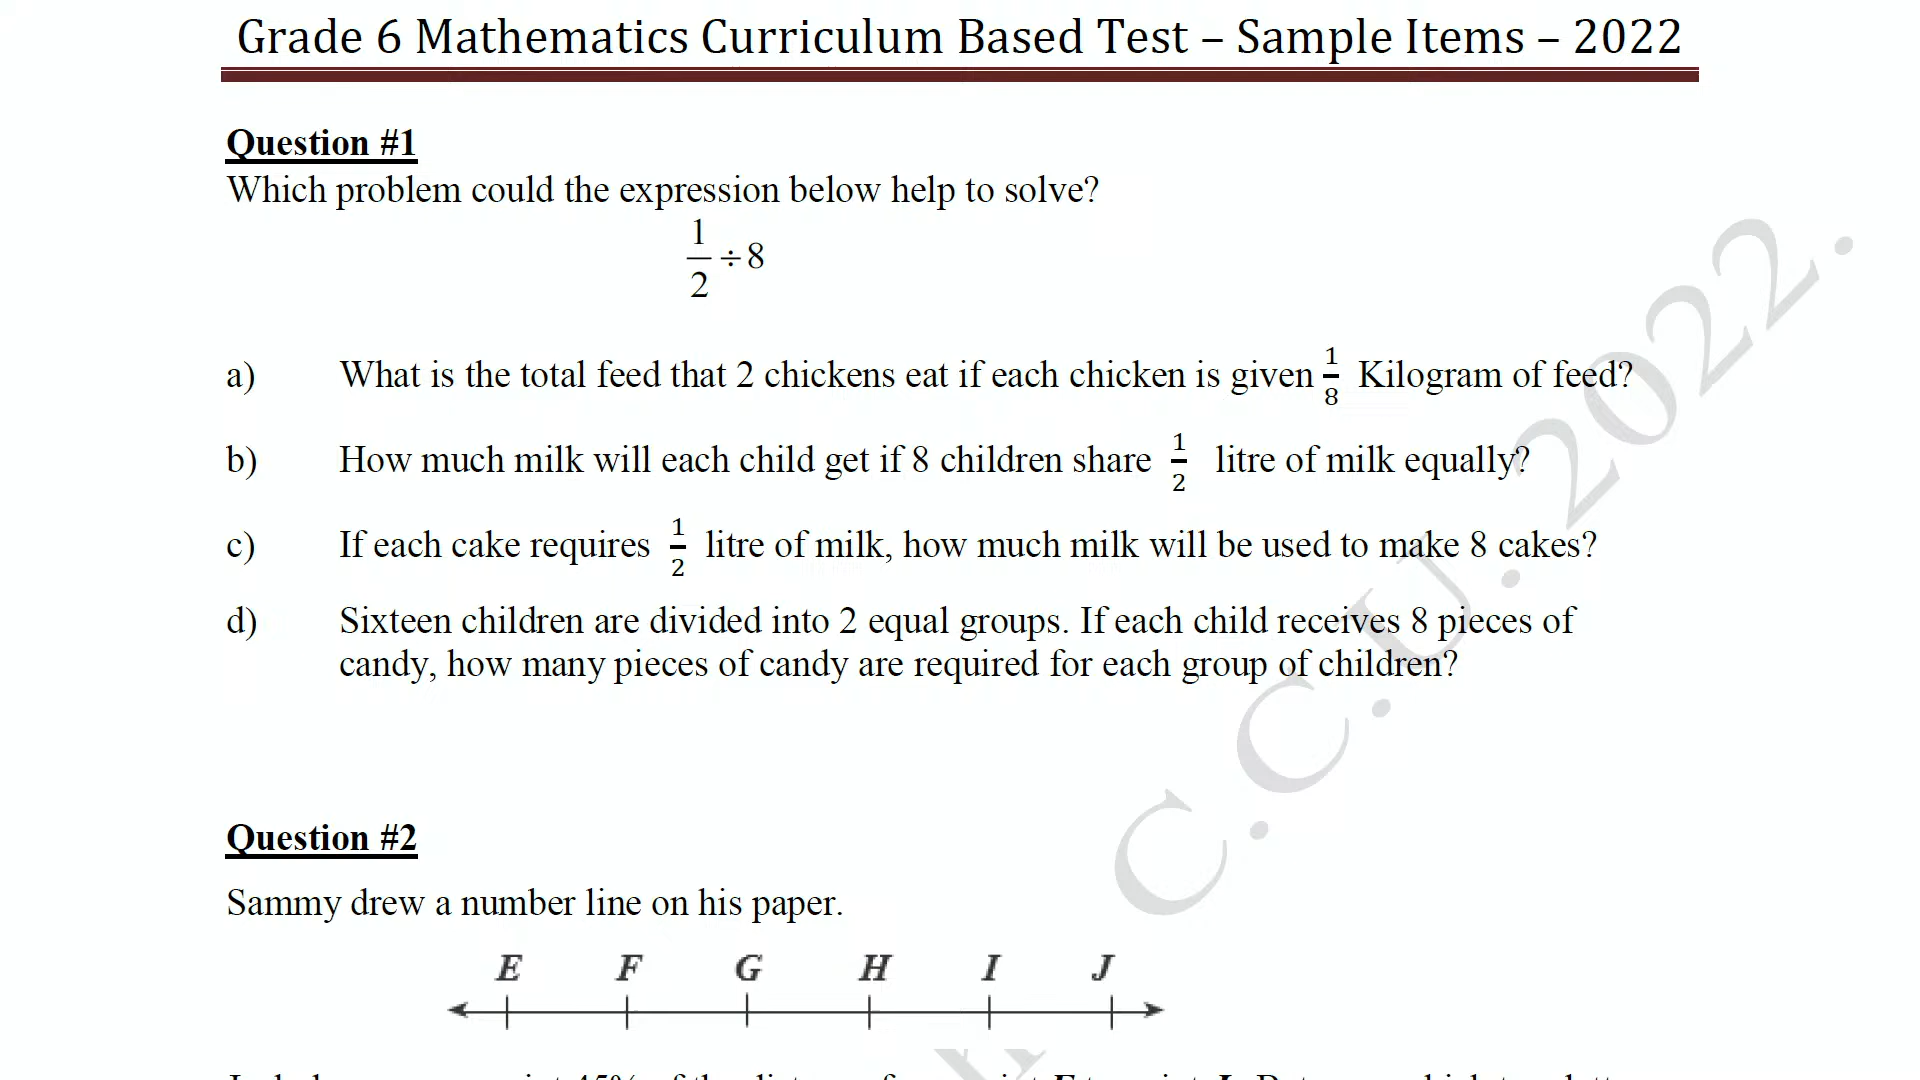 Grade 6 Mathematics Curriculum Based Test – Sample Items – 2022
Question #1
Which problem could the expression below help to solve?
1/2 ÷ 8
a) What is the total feed that 2 chickens eat if each chicken is given 1/8 Kilogram of feed?
b) How much milk will each child get if 8 children share 1/2 litre of milk equally?
c) If each cake requires 1/2 litre of milk, how much milk will be used to make 8 cakes?
d) Sixteen children are divided into 2 equal groups. If each child receives 8 pieces of
candy, how many pieces of candy are required for each group of children?
Question #2
Sammy drew a number line on his paper.
E F G H I J
C.C.U. 2022.